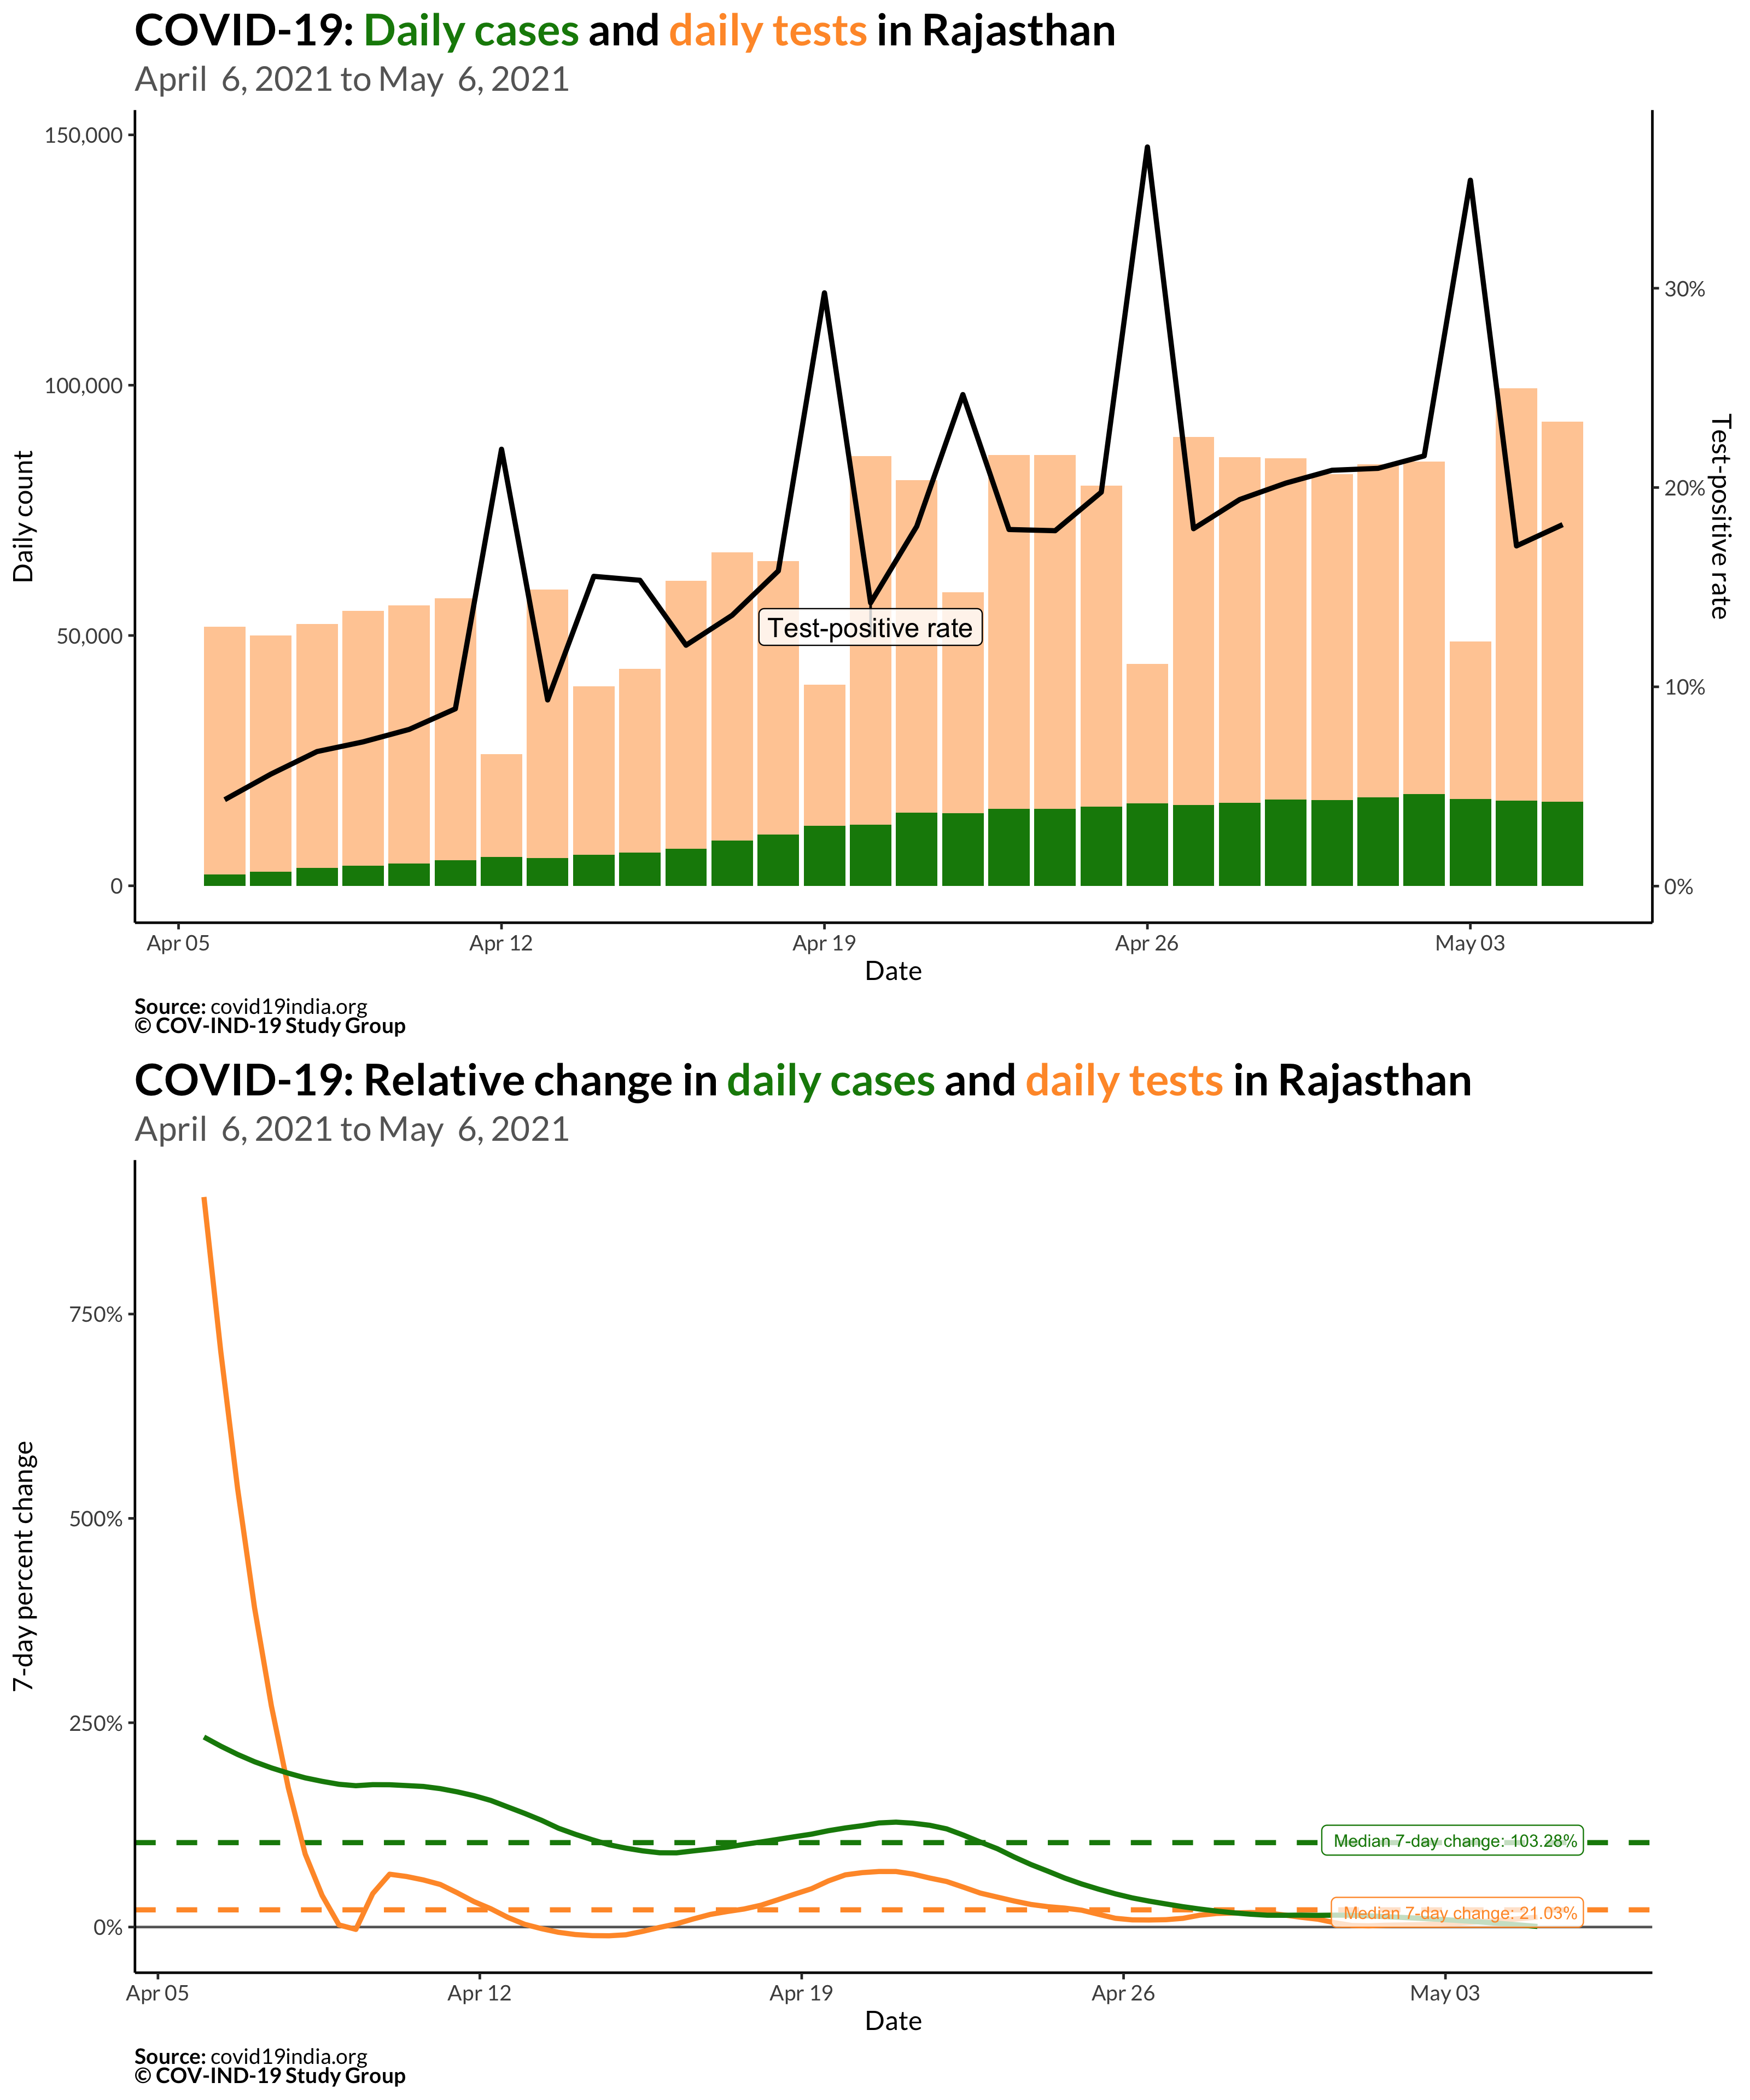 COVID-19: Daily cases and daily tests in Rajasthan
April 6, 2021 to May 6, 2021
150,000
100,000
50,000
0
Daily count
30%
20%
10%
0%
Test-positive rate
Test-positive rate
Apr 05
Apr 12
Apr 19
Apr 26
May 03
Date
Source: covid19india.org
© COV-IND-19 Study Group
COVID-19: Relative change in daily cases and daily tests in Rajasthan
April 6, 2021 to May 6, 2021
750%
500%
250%
0%
7-day percent change
Median 7-day change: 103.28%
Median 7-day change: 21.03%
Apr 05
Apr 12
Apr 19
Apr 26
May 03
Date
Source: covid19india.org
© COV-IND-19 Study Group